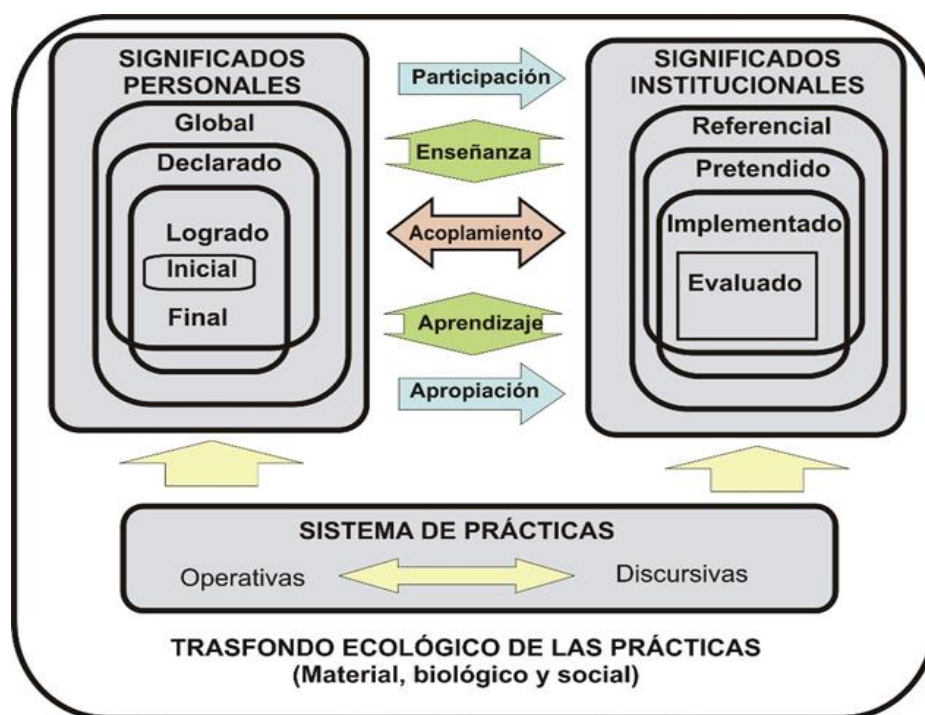 SIGNIFICADOS
PERSONALES
Global
Declarado
Logrado
Inicial
Final
Participación
Enseñanza
Acoplamiento
Aprendizaje
Apropiación
SIGNIFICADOS
INSTITUCIONALES
Referencial
Pretendido
Implementado
Evaluado
SISTEMA DE PRÁCTICAS
Operativas
Discursivas
TRASFONDO ECOLÓGICO DE LAS PRÁCTICAS
(Material, biológico y social)